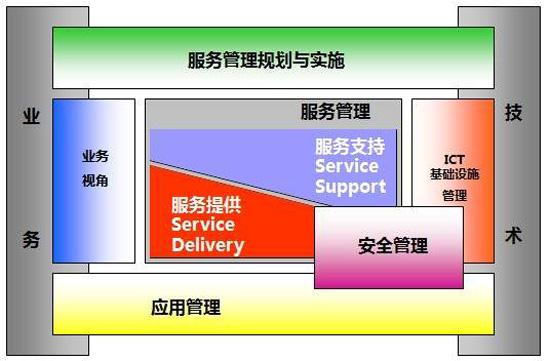 服务管理规划与实施
业务
技术
业务
视角
服务管理
服务支持
Service
Support
服务提供
Service
Delivery
ICT
基础设施
管理
安全管理
应用管理